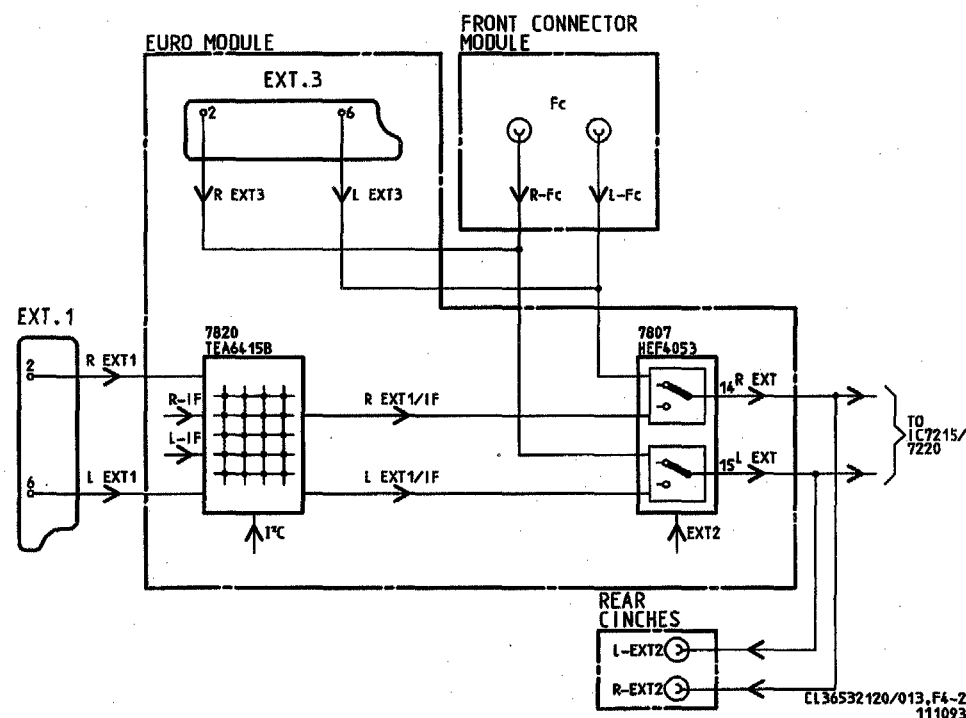 FRONT CONNECTOR
MODULE
EURO MODULE
EXT.3
Fc
2
6
R EXT3
L EXT3
R-Fc
L-Fc
EXT.1
7820
TEA6415B
7807
HEF4053
2
R EXT1
R-IF
L-IF
R EXT1/IF
14
R EXT
TO
IC7215/
7220
6
L EXT1
L EXT1/IF
15
L EXT
I²C
EXT2
REAR
CINCHES
L-EXT2
R-EXT2
CL36532120/013.F4-2
111093